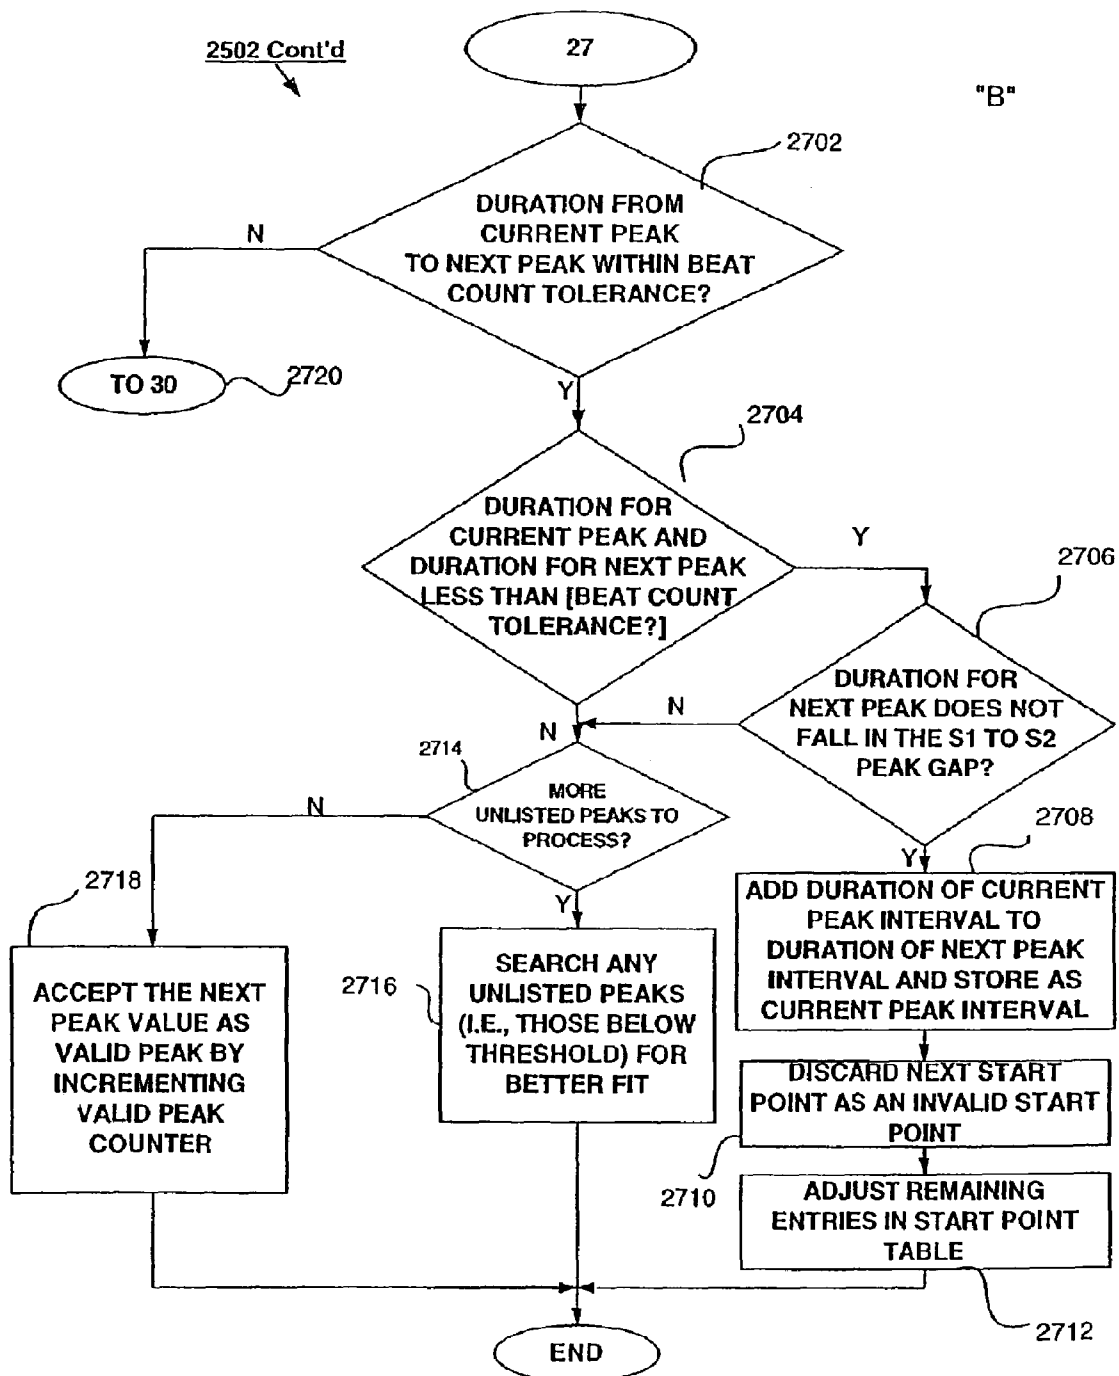 2502 Cont'd
27
"B"
2702
DURATION FROM
CURRENT PEAK
TO NEXT PEAK WITHIN BEAT
COUNT TOLERANCE?
N
TO 30
2720
Y
2704
DURATION FOR
CURRENT PEAK AND
DURATION FOR NEXT PEAK
LESS THAN [BEAT COUNT
TOLERANCE?]
Y
2706
DURATION FOR
NEXT PEAK DOES NOT
FALL IN THE S1 TO S2
PEAK GAP?
N
N
2714
MORE
UNLISTED PEAKS TO
PROCESS?
N
Y
Y
2708
ADD DURATION OF CURRENT
PEAK INTERVAL TO
DURATION OF NEXT PEAK
INTERVAL AND STORE AS
CURRENT PEAK INTERVAL
2718
ACCEPT THE NEXT
PEAK VALUE AS
VALID PEAK BY
INCREMENTING
VALID PEAK
COUNTER
2716
SEARCH ANY
UNLISTED PEAKS
(I.E., THOSE BELOW
THRESHOLD) FOR
BETTER FIT
DISCARD NEXT START
POINT AS AN INVALID START
POINT
2710
ADJUST REMAINING
ENTRIES IN START POINT
TABLE
2712
END